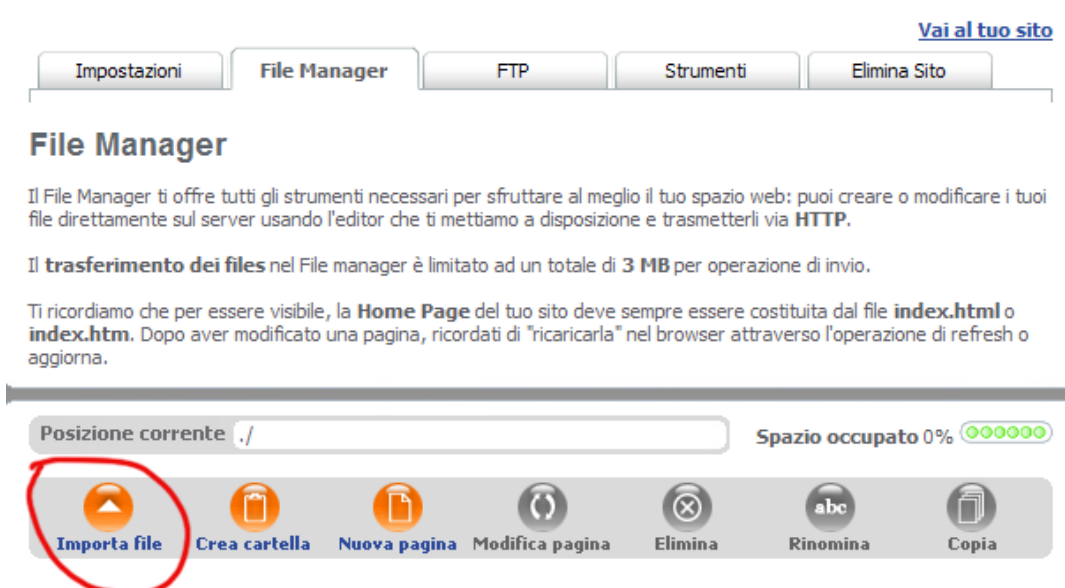 Vai al tuo sito
Impostazioni File Manager FTP Strumenti Elimina Sito
File Manager
Il File Manager ti offre tutti gli strumenti necessari per sfruttare al meglio il tuo spazio web: puoi creare o modificare i tuoi
file direttamente sul server usando l'editor che ti mettiamo a disposizione e trasmetterli via HTTP.
Il trasferimento dei files nel File manager è limitato ad un totale di 3 MB per operazione di invio.
Ti ricordiamo che per essere visibile, la Home Page del tuo sito deve sempre essere costituita dal file index.html o
index.htm. Dopo aver modificato una pagina, ricordati di "ricaricarla" nel browser attraverso l'operazione di refresh o
aggiorna.
Posizione corrente ./ Spazio occupato 0%
abc
Importa file Crea cartella Nuova pagina Modifica pagina Elimina Rinomina Copia